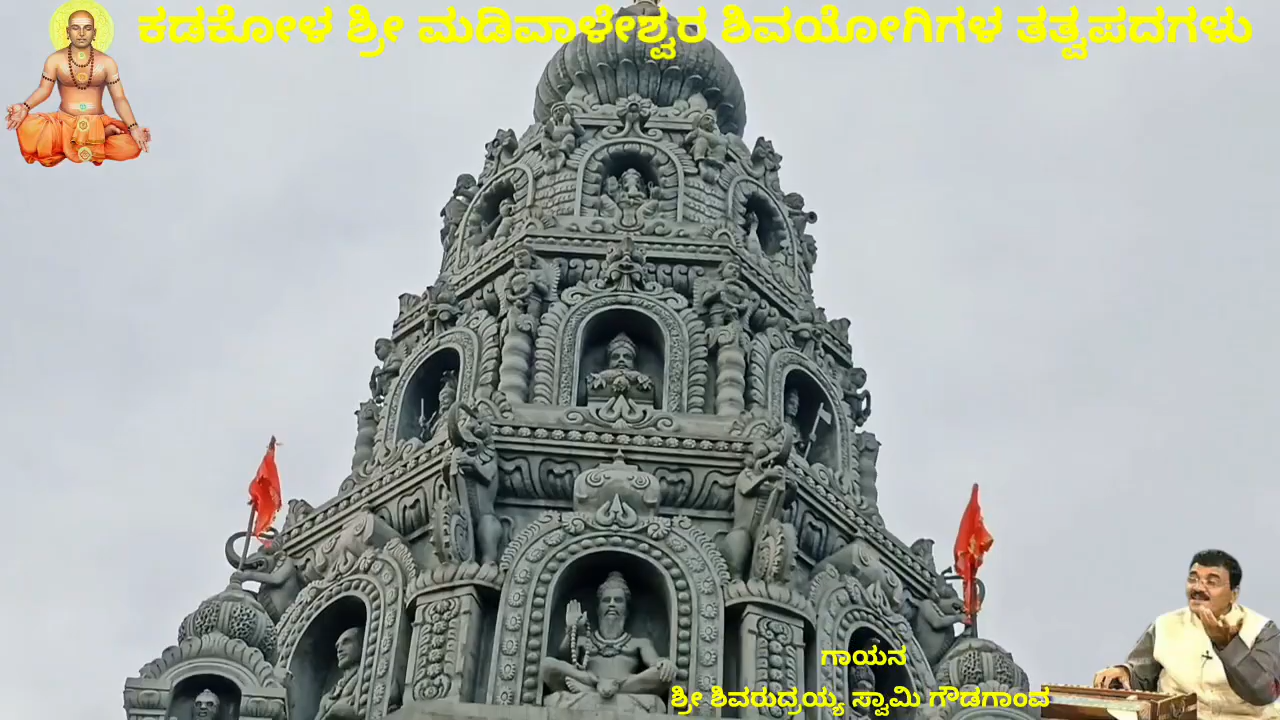 ಕಡಕೋಳ ಶ್ರೀ ಮಡಿವಾಳೇಶ್ವರ ಶಿವಯೋಗಿಗಳ ತತ್ವಪದಗಳು
ಗಾಯನ
ಶ್ರೀ ಶಿವರುದ್ರಯ್ಯ ಸ್ವಾಮಿ ಗೌಡಗಾಂವ